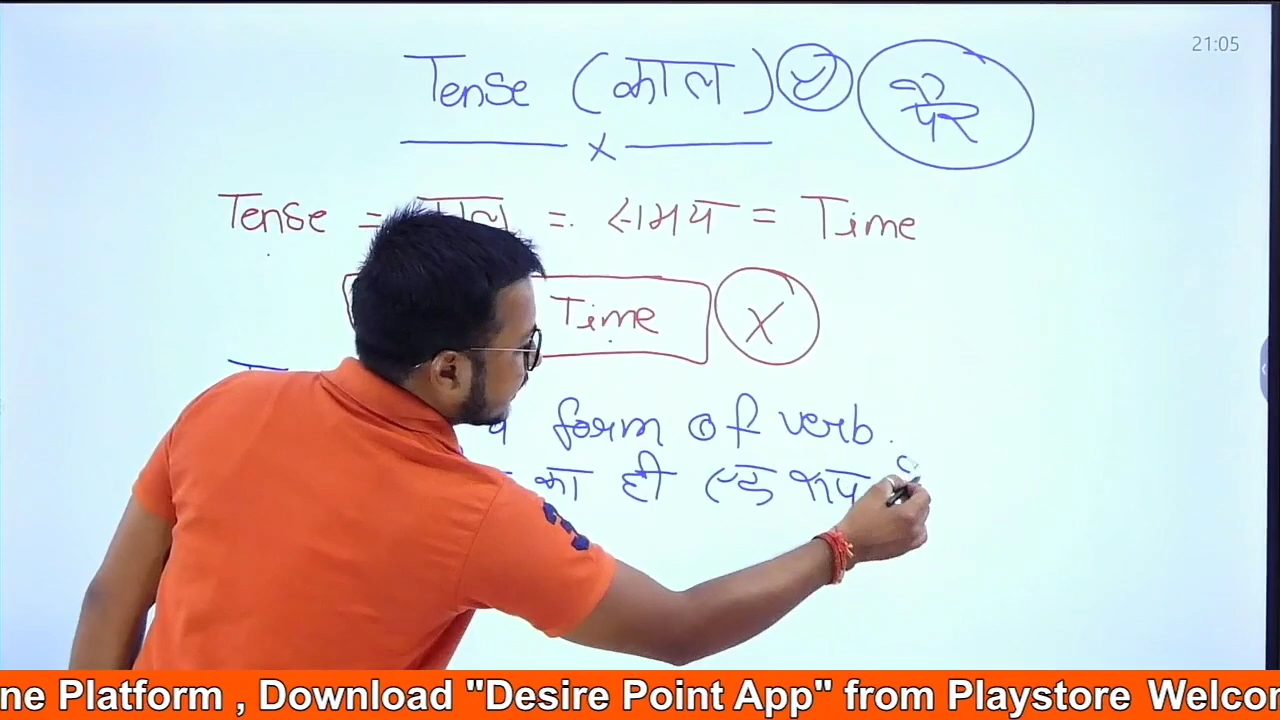 21:05
Tense (काल) पैर
x
Tense = काल = समय = Time
Time X
form of verb.
का ही एक रूप
ne Platform , Download "Desire Point App" from Playstore Welcor